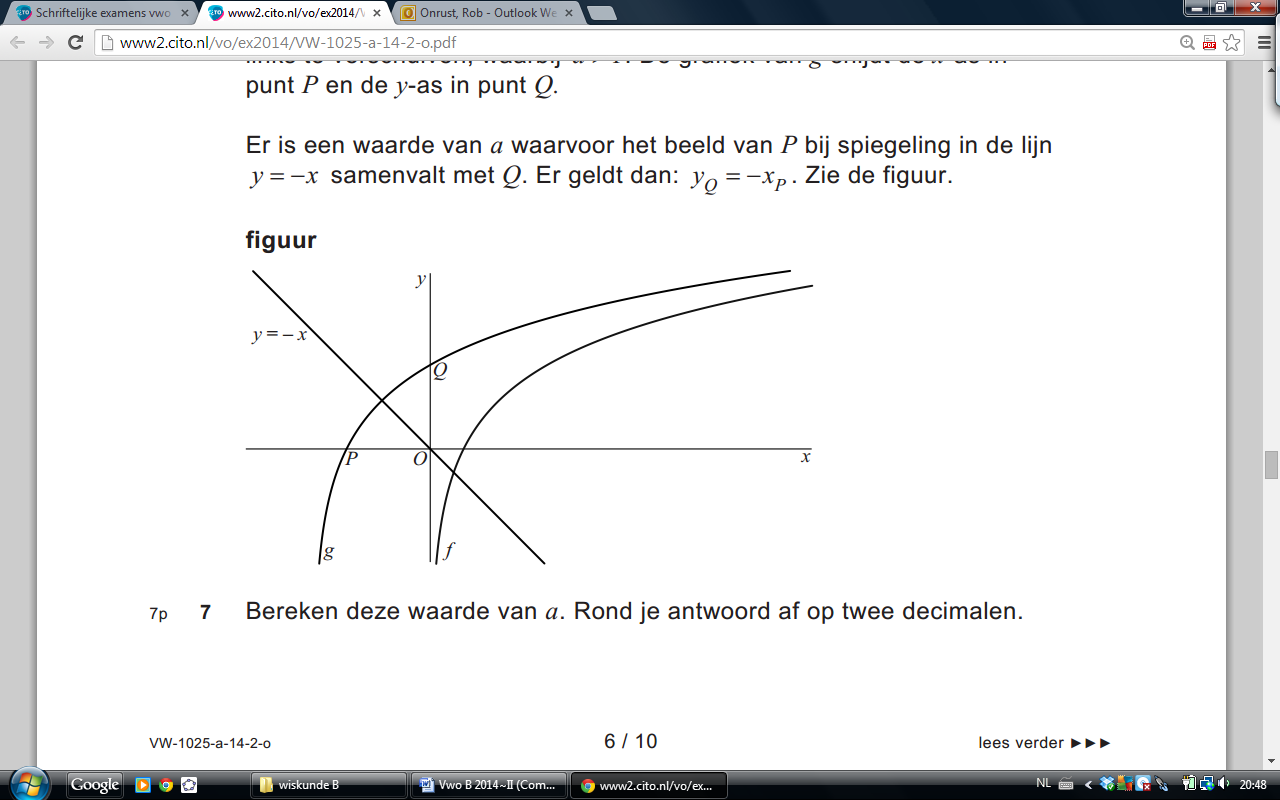 Schriftelijke examens vwo
www2.cito.nl/vo/ex2014/V
Onrust, Rob - Outlook We
www2.cito.nl/vo/ex2014/VW-1025-a-14-2-o.pdf
punt P en de y-as in punt Q.
Er is een waarde van a waarvoor het beeld van P bij spiegeling in de lijn
y = −x samenvalt met Q. Er geldt dan: y_Q = −x_P. Zie de figuur.
figuur
y
y = − x
Q
P
O
x
g
f
7p 7 Bereken deze waarde van a. Rond je antwoord af op twee decimalen.
VW-1025-a-14-2-o
6 / 10
lees verder ►►►
Google
wiskunde B
Vwo B 2014~II (Com...
www2.cito.nl/vo/ex...
NL
20:48